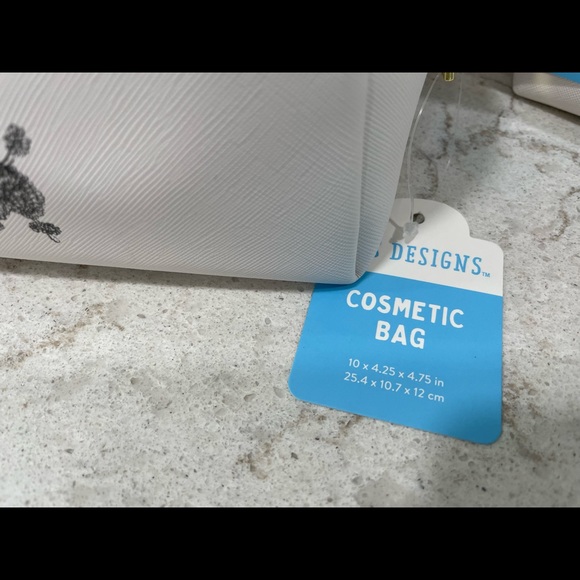 DESIGNS™
COSMETIC
BAG
10 x 4.25 x 4.75 in
25.4 x 10.7 x 12 cm